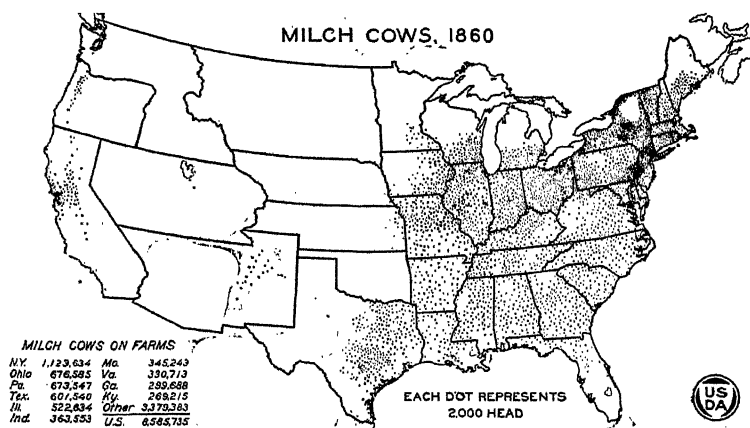 MILCH COWS, 1860
MILCH COWS ON FARMS
N.Y. 1,123,634 Mo. 345,243
Ohio 676,585 Va. 330,713
Pa. 673,547 Ga. 299,688
Tex. 601,540 Ky. 269,215
Ill. 522,634 Other 3,379,383
Ind. 363,553 U.S. 8,585,735
EACH DOT REPRESENTS
2,000 HEAD
US
DA